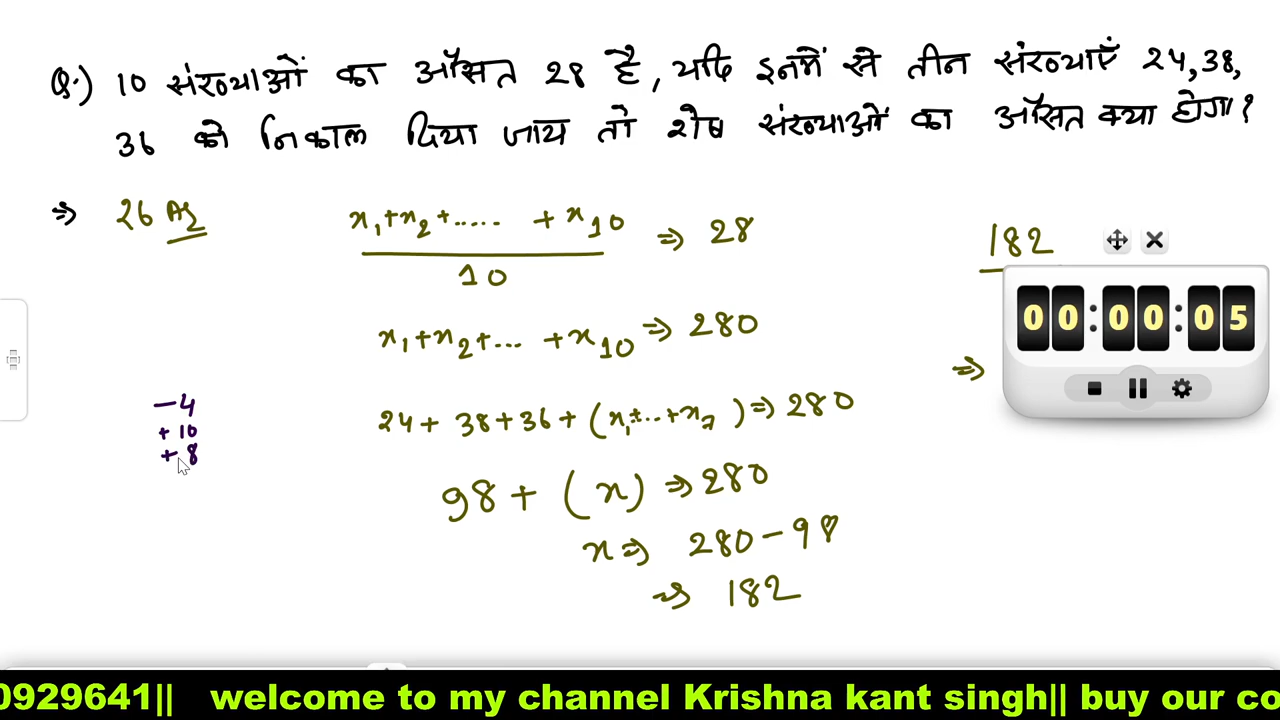 Q.) 10 संख्याओं का औसत 28 है, यदि इनमें से तीन संख्याएँ 24, 38,
36 को निकाल दिया जाय तो शेष संख्याओं का औसत क्या होगा?
⇒ 26 Ans
x₁+x₂+..... + x₁₀ ⇒ 28
10
x₁+x₂+... +x₁₀ ⇒ 280
24+ 38+36+ (x₁+..+x₇) ⇒ 280
98 + (x) ⇒ 280
x ⇒ 280 - 98
⇒ 182
- 4
+ 10
+ 8
182
⇒
00:00:05
0929641|| welcome to my channel Krishna kant singh|| buy our co